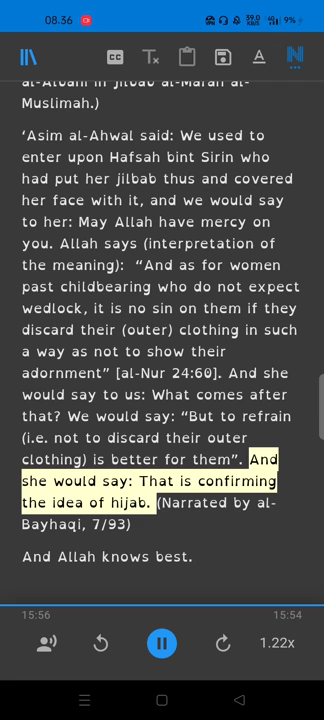 08.36
39.0
KB/S
4G
9%
CC
N
al-Albani in Jilbab al-Marah al-
Muslimah.)
‘Asim al-Ahwal said: We used to
enter upon Hafsah bint Sirin who
had put her jilbab thus and covered
her face with it, and we would say
to her: May Allah have mercy on
you. Allah says (interpretation of
the meaning):  “And as for women
past childbearing who do not expect
wedlock, it is no sin on them if they
discard their (outer) clothing in such
a way as not to show their
adornment” [al-Nur 24:60]. And she
would say to us: What comes after
that? We would say: “But to refrain
(i.e. not to discard their outer
clothing) is better for them”. And
she would say: That is confirming
the idea of hijab. (Narrated by al-
Bayhaqi, 7/93)
And Allah knows best.
15:56
15:54
1.22x